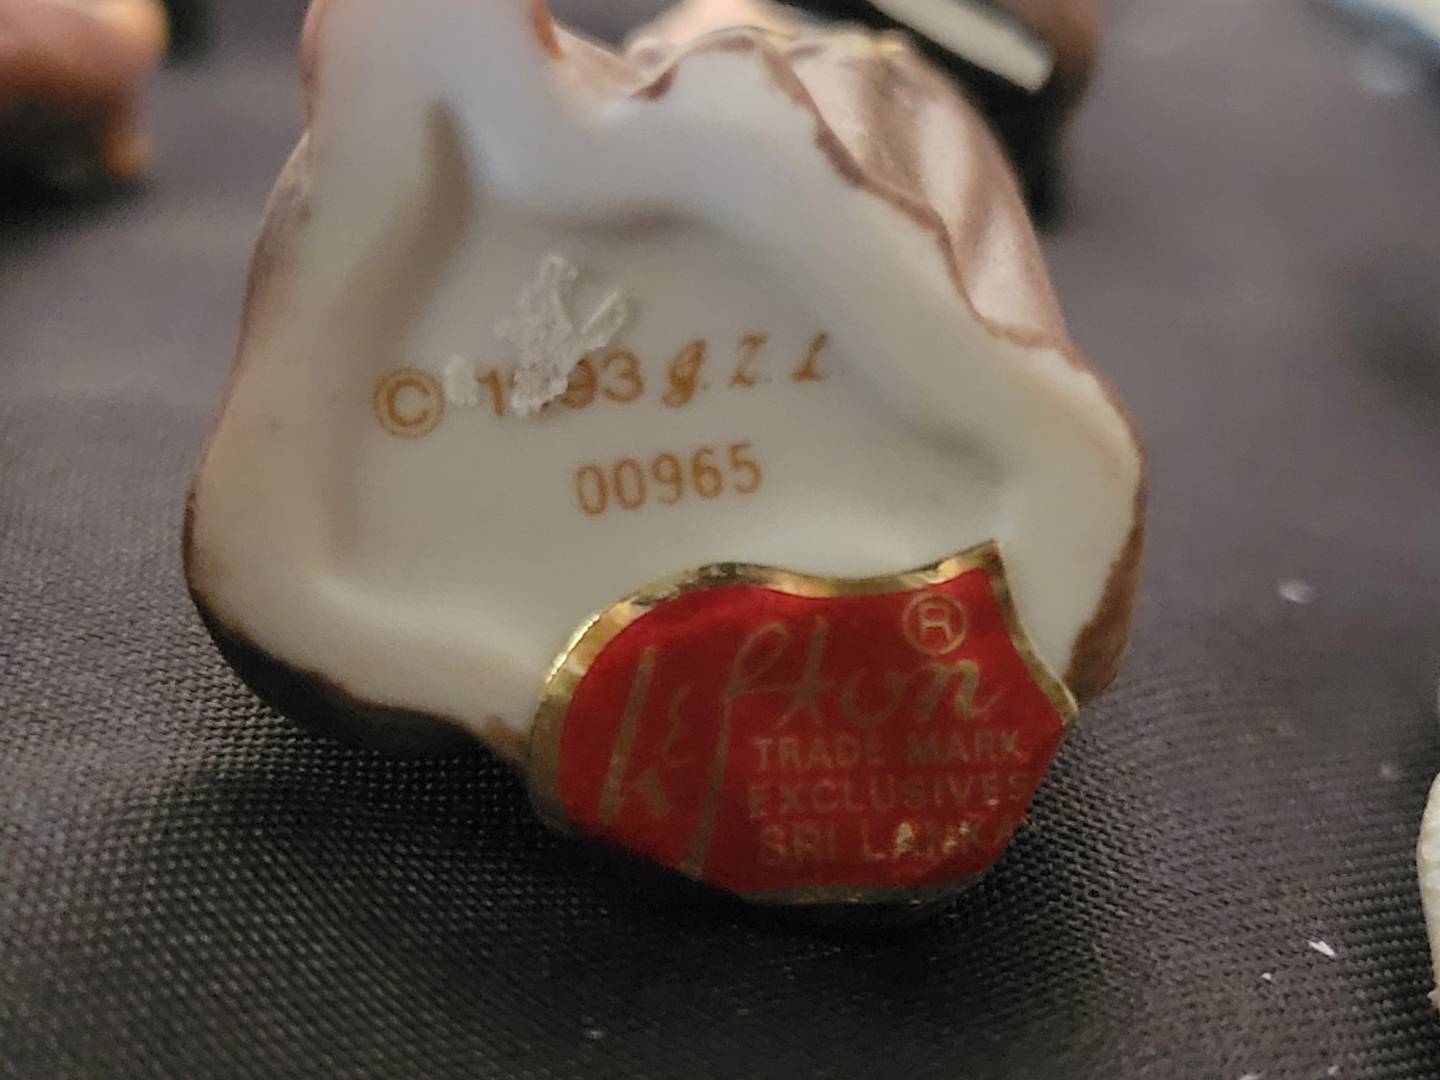 © 1993 G.Z.L.
00965
Lefton ®
TRADE MARK
EXCLUSIVES
SRI LANKA